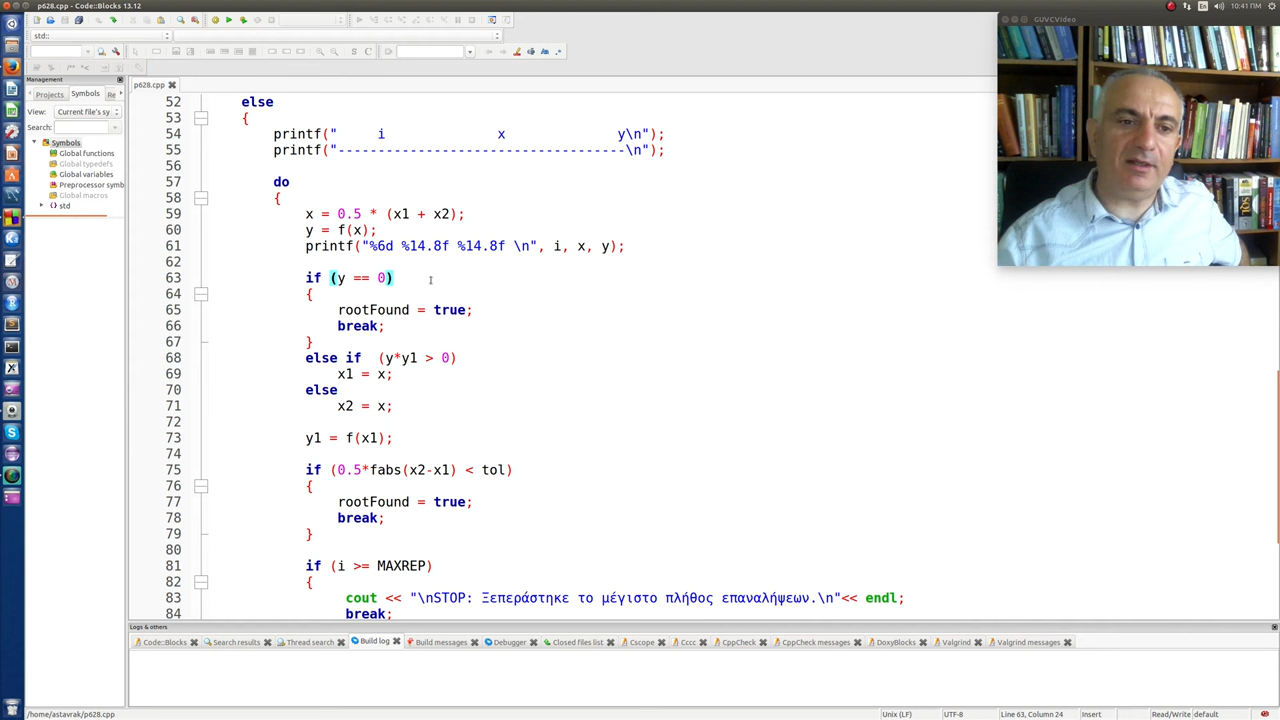 p628.cpp - Code::Blocks 13.12
En
10:41 ΠΜ
GUVCVideo
std::
Management
Projects
Symbols
Re
View:
Current file's sy
Search:
Symbols
Global functions
Global typedefs
Global variables
Preprocessor symb
Global macros
std
p628.cpp
52 else
53 {
54 printf("     i              x              y\n");
55 printf("------------------------------------\n");
56
57 do
58 {
59 x = 0.5 * (x1 + x2);
60 y = f(x);
61 printf("%6d %14.8f %14.8f \n", i, x, y);
62
63 if (y == 0)
64 {
65 rootFound = true;
66 break;
67 }
68 else if  (y*y1 > 0)
69 x1 = x;
70 else
71 x2 = x;
72
73 y1 = f(x1);
74
75 if (0.5*fabs(x2-x1) < tol)
76 {
77 rootFound = true;
78 break;
79 }
80
81 if (i >= MAXREP)
82 {
83 cout << "\nSTOP: Ξεπεράστηκε το μέγιστο πλήθος επαναλήψεων.\n"<< endl;
84 break;
Logs & others
Code::Blocks
Search results
Thread search
Build log
Build messages
Debugger
Closed files list
Cscope
Cccc
CppCheck
CppCheck messages
DoxyBlocks
Valgrind
Valgrind messages
/home/astavrak/p628.cpp
Unix (LF)
UTF-8
Line 63, Column 24
Insert
Read/Write
default
SQL